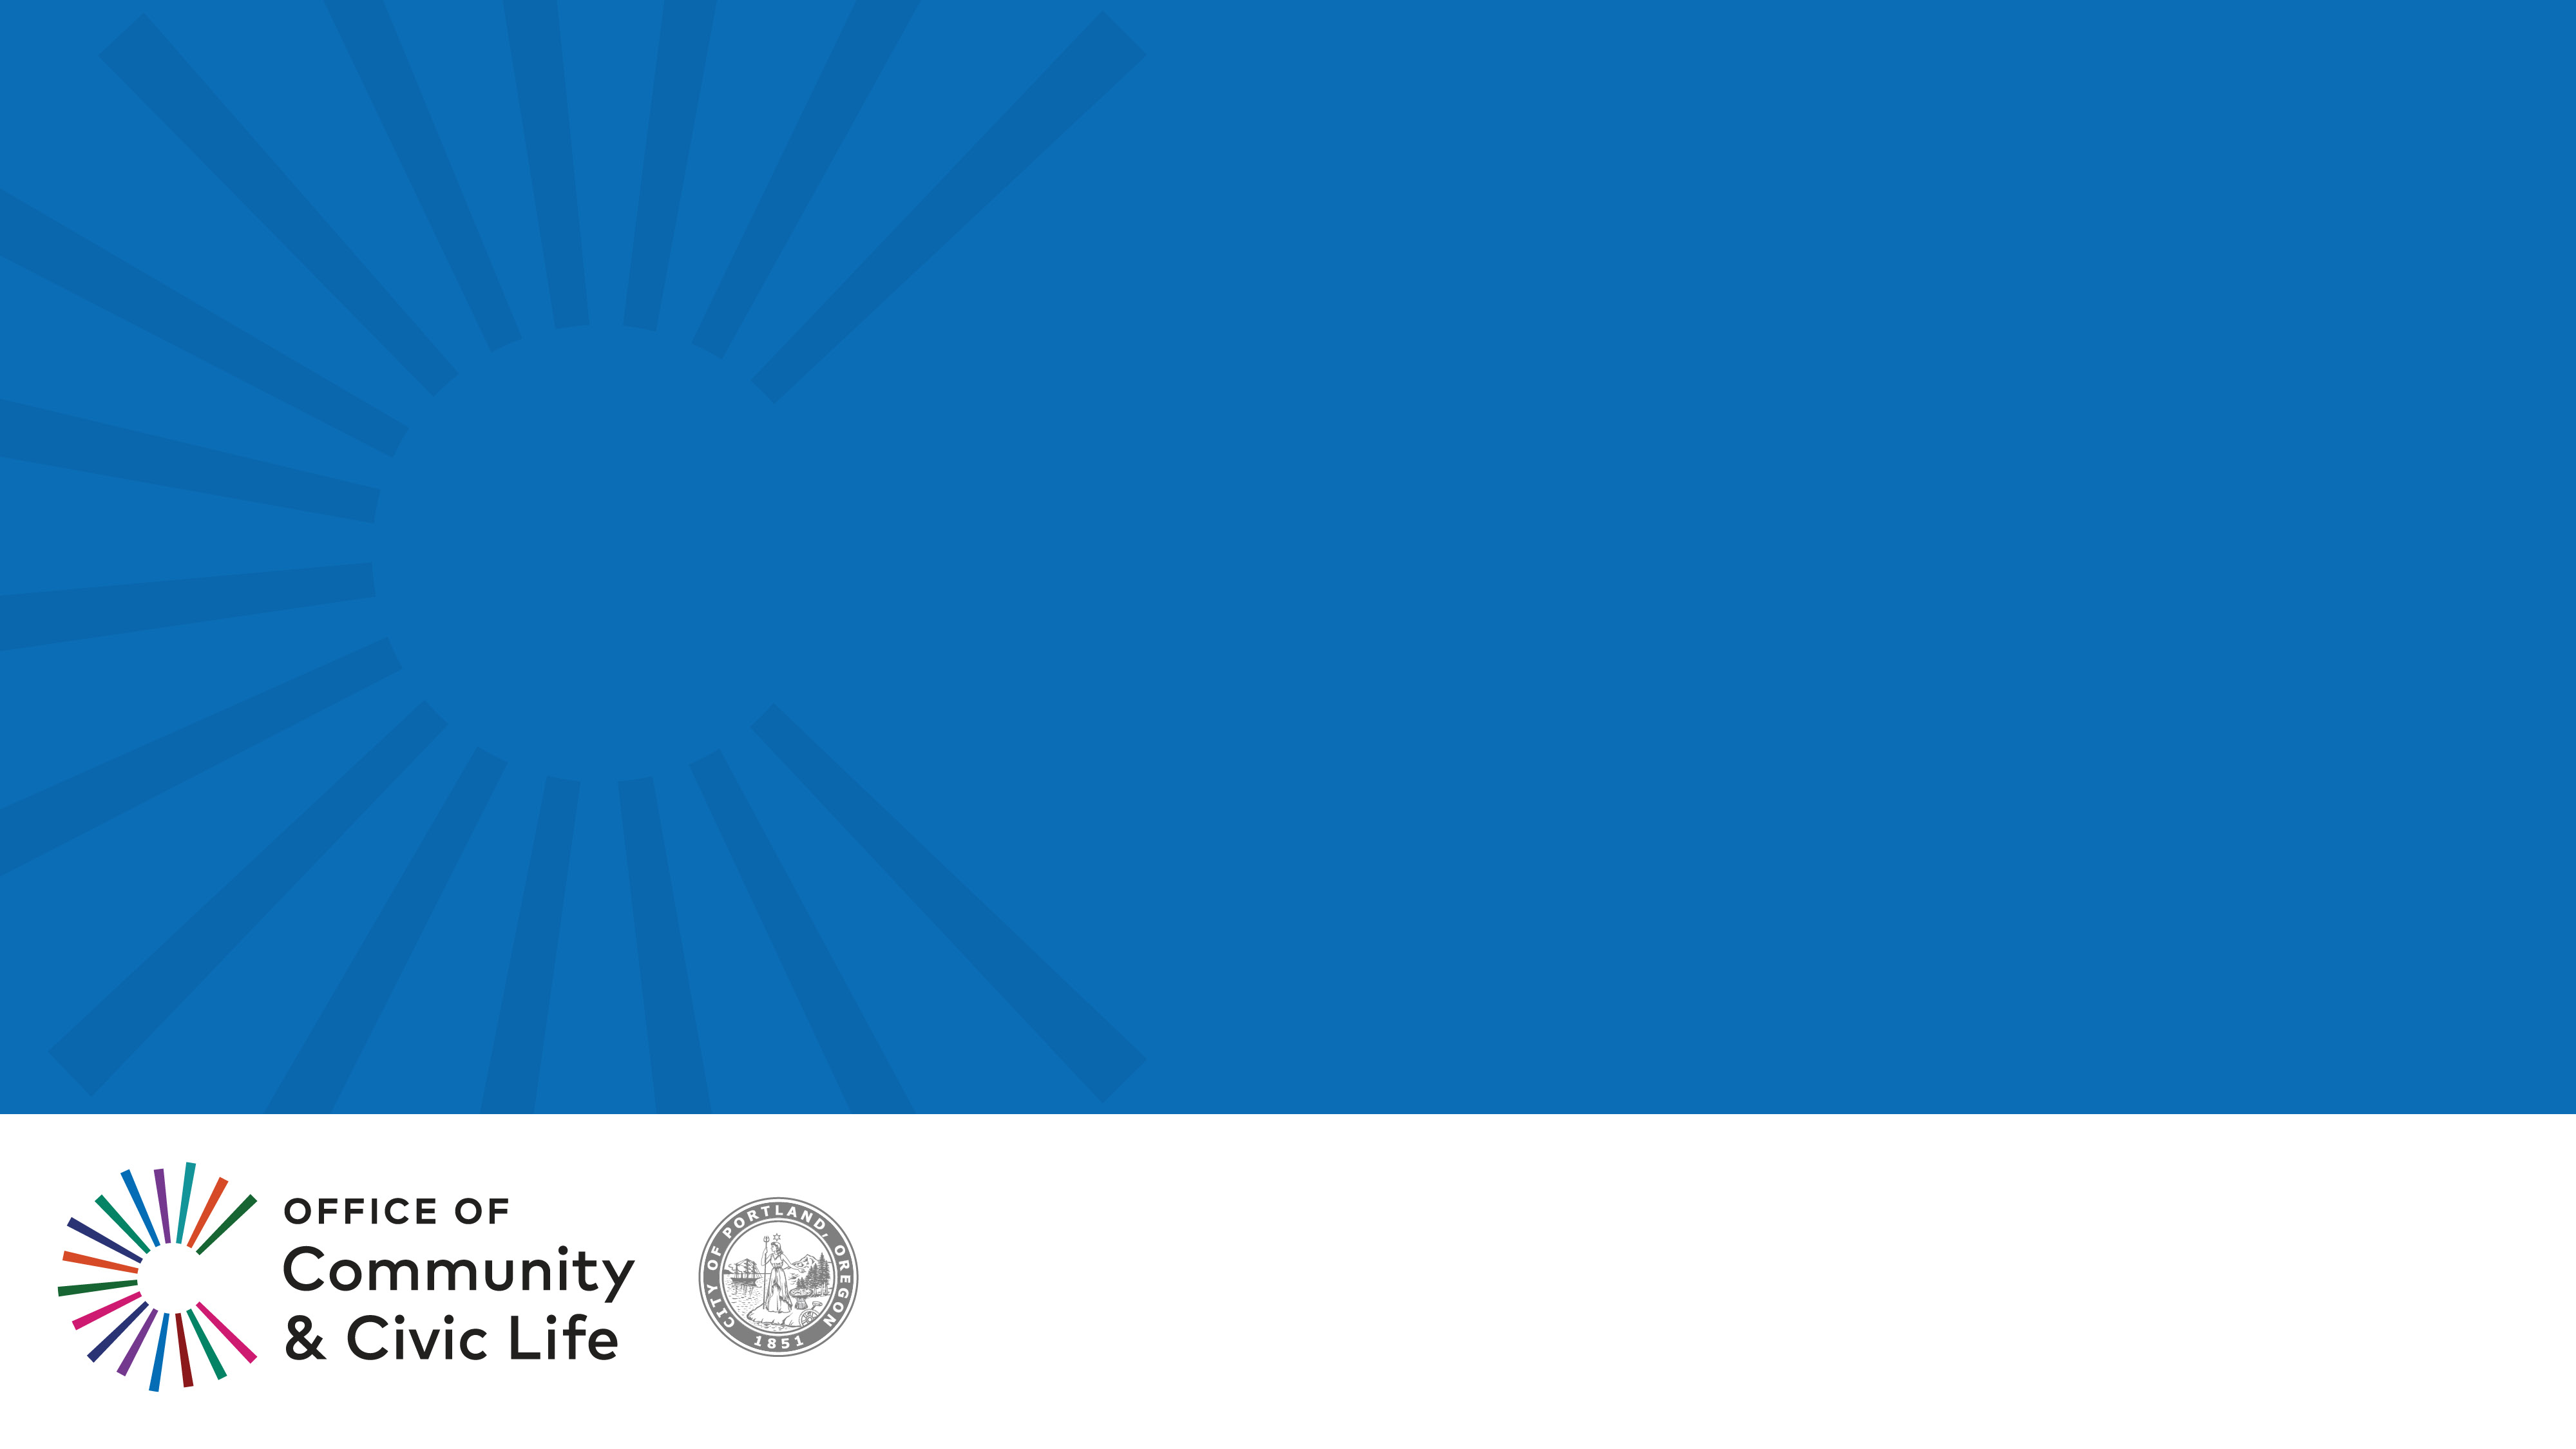 OFFICE OF
Community
& Civic Life
CITY OF PORTLAND, OREGON
1851